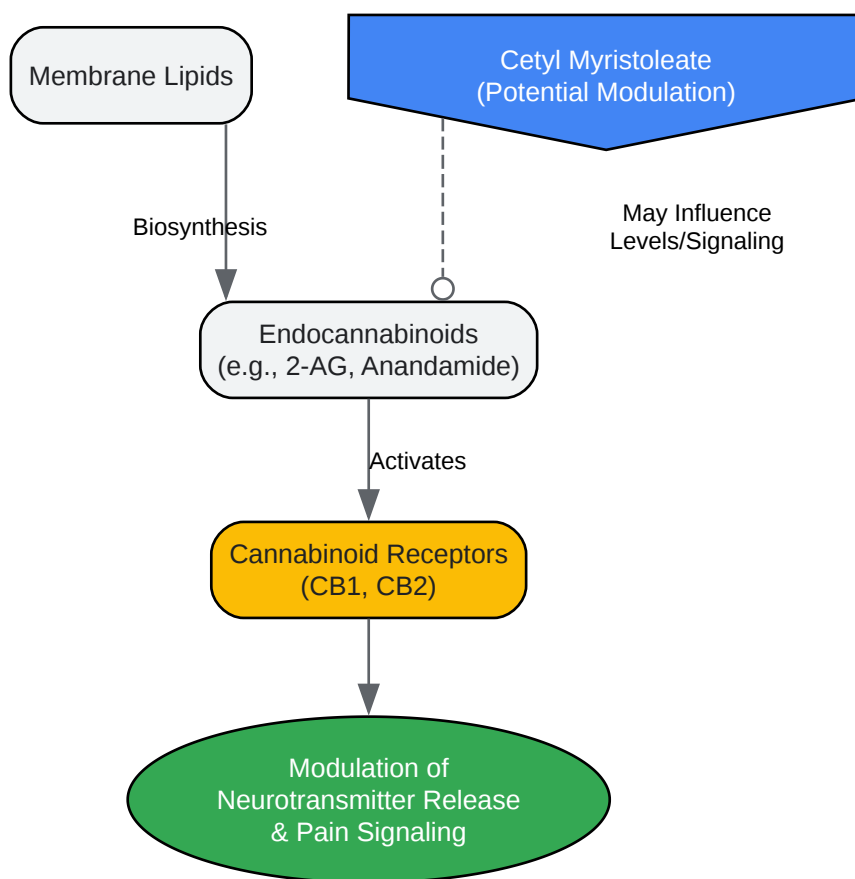 Membrane Lipids
Cetyl Myristoleate
(Potential Modulation)
Biosynthesis
May Influence
Levels/Signaling
Endocannabinoids
(e.g., 2-AG, Anandamide)
Activates
Cannabinoid Receptors
(CB1, CB2)
Modulation of
Neurotransmitter Release
& Pain Signaling